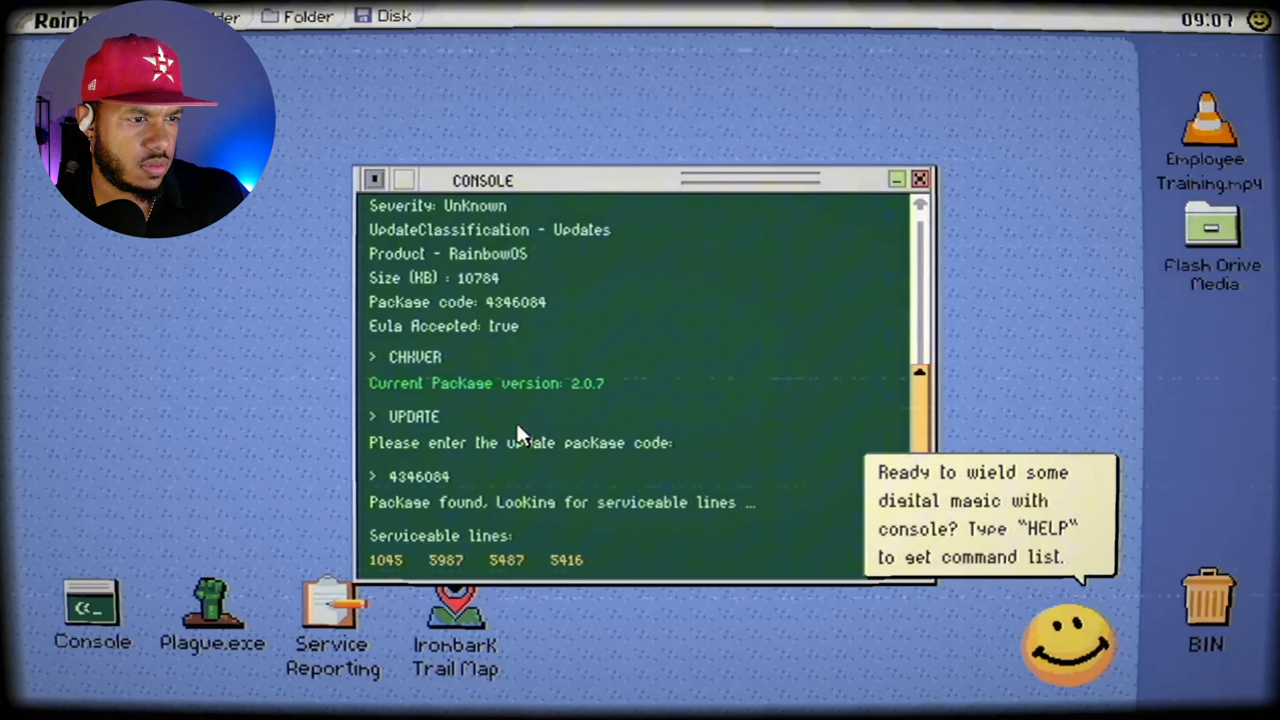 Folder
Disk
09:07
Employee
Training.mp4
Flash Drive
Media
CONSOLE
Severity: Unknown
UpdateClassification - Updates
Product - RainbowOS
Size (KB) : 10784
Package code: 4346084
Eula Accepted: true
> CHKVER
Current Package version: 2.0.7
> UPDATE
Please enter the update package code:
> 4346084
Package found, Looking for serviceable lines ...
Serviceable lines:
1045 5987 5487 5416
Ready to wield some
digital magic with
console? Type "HELP"
to get command list.
Console
Plague.exe
Service
Reporting
Ironbark
Trail Map
BIN